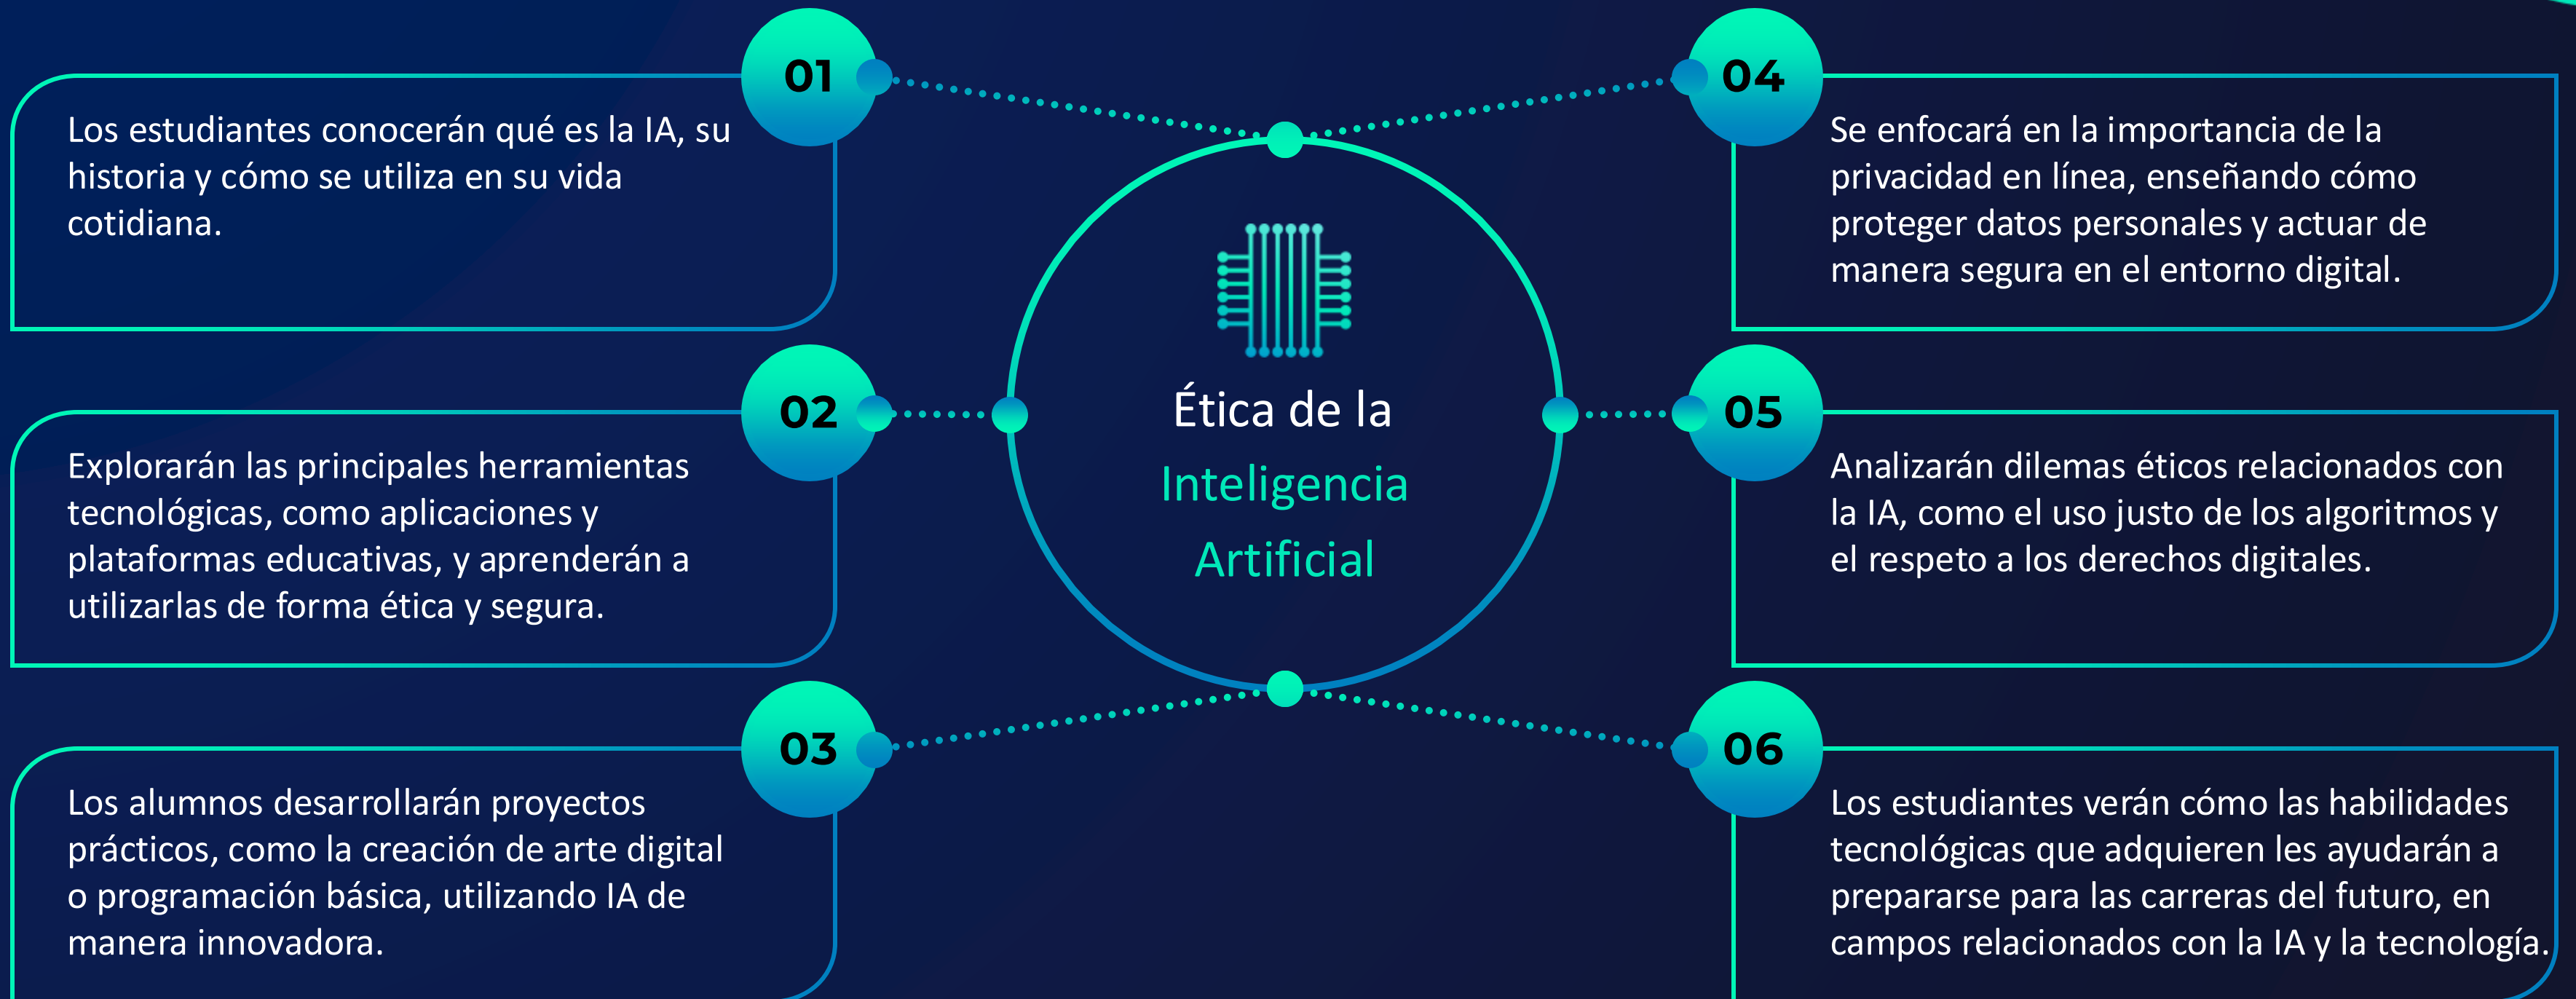 01
Los estudiantes conocerán qué es la IA, su
historia y cómo se utiliza en su vida
cotidiana.
02
Explorarán las principales herramientas
tecnológicas, como aplicaciones y
plataformas educativas, y aprenderán a
utilizarlas de forma ética y segura.
03
Los alumnos desarrollarán proyectos
prácticos, como la creación de arte digital
o programación básica, utilizando IA de
manera innovadora.
Ética de la
Inteligencia
Artificial
04
Se enfocará en la importancia de la
privacidad en línea, enseñando cómo
proteger datos personales y actuar de
manera segura en el entorno digital.
05
Analizarán dilemas éticos relacionados con
la IA, como el uso justo de los algoritmos y
el respeto a los derechos digitales.
06
Los estudiantes verán cómo las habilidades
tecnológicas que adquieren les ayudarán a
prepararse para las carreras del futuro, en
campos relacionados con la IA y la tecnología.